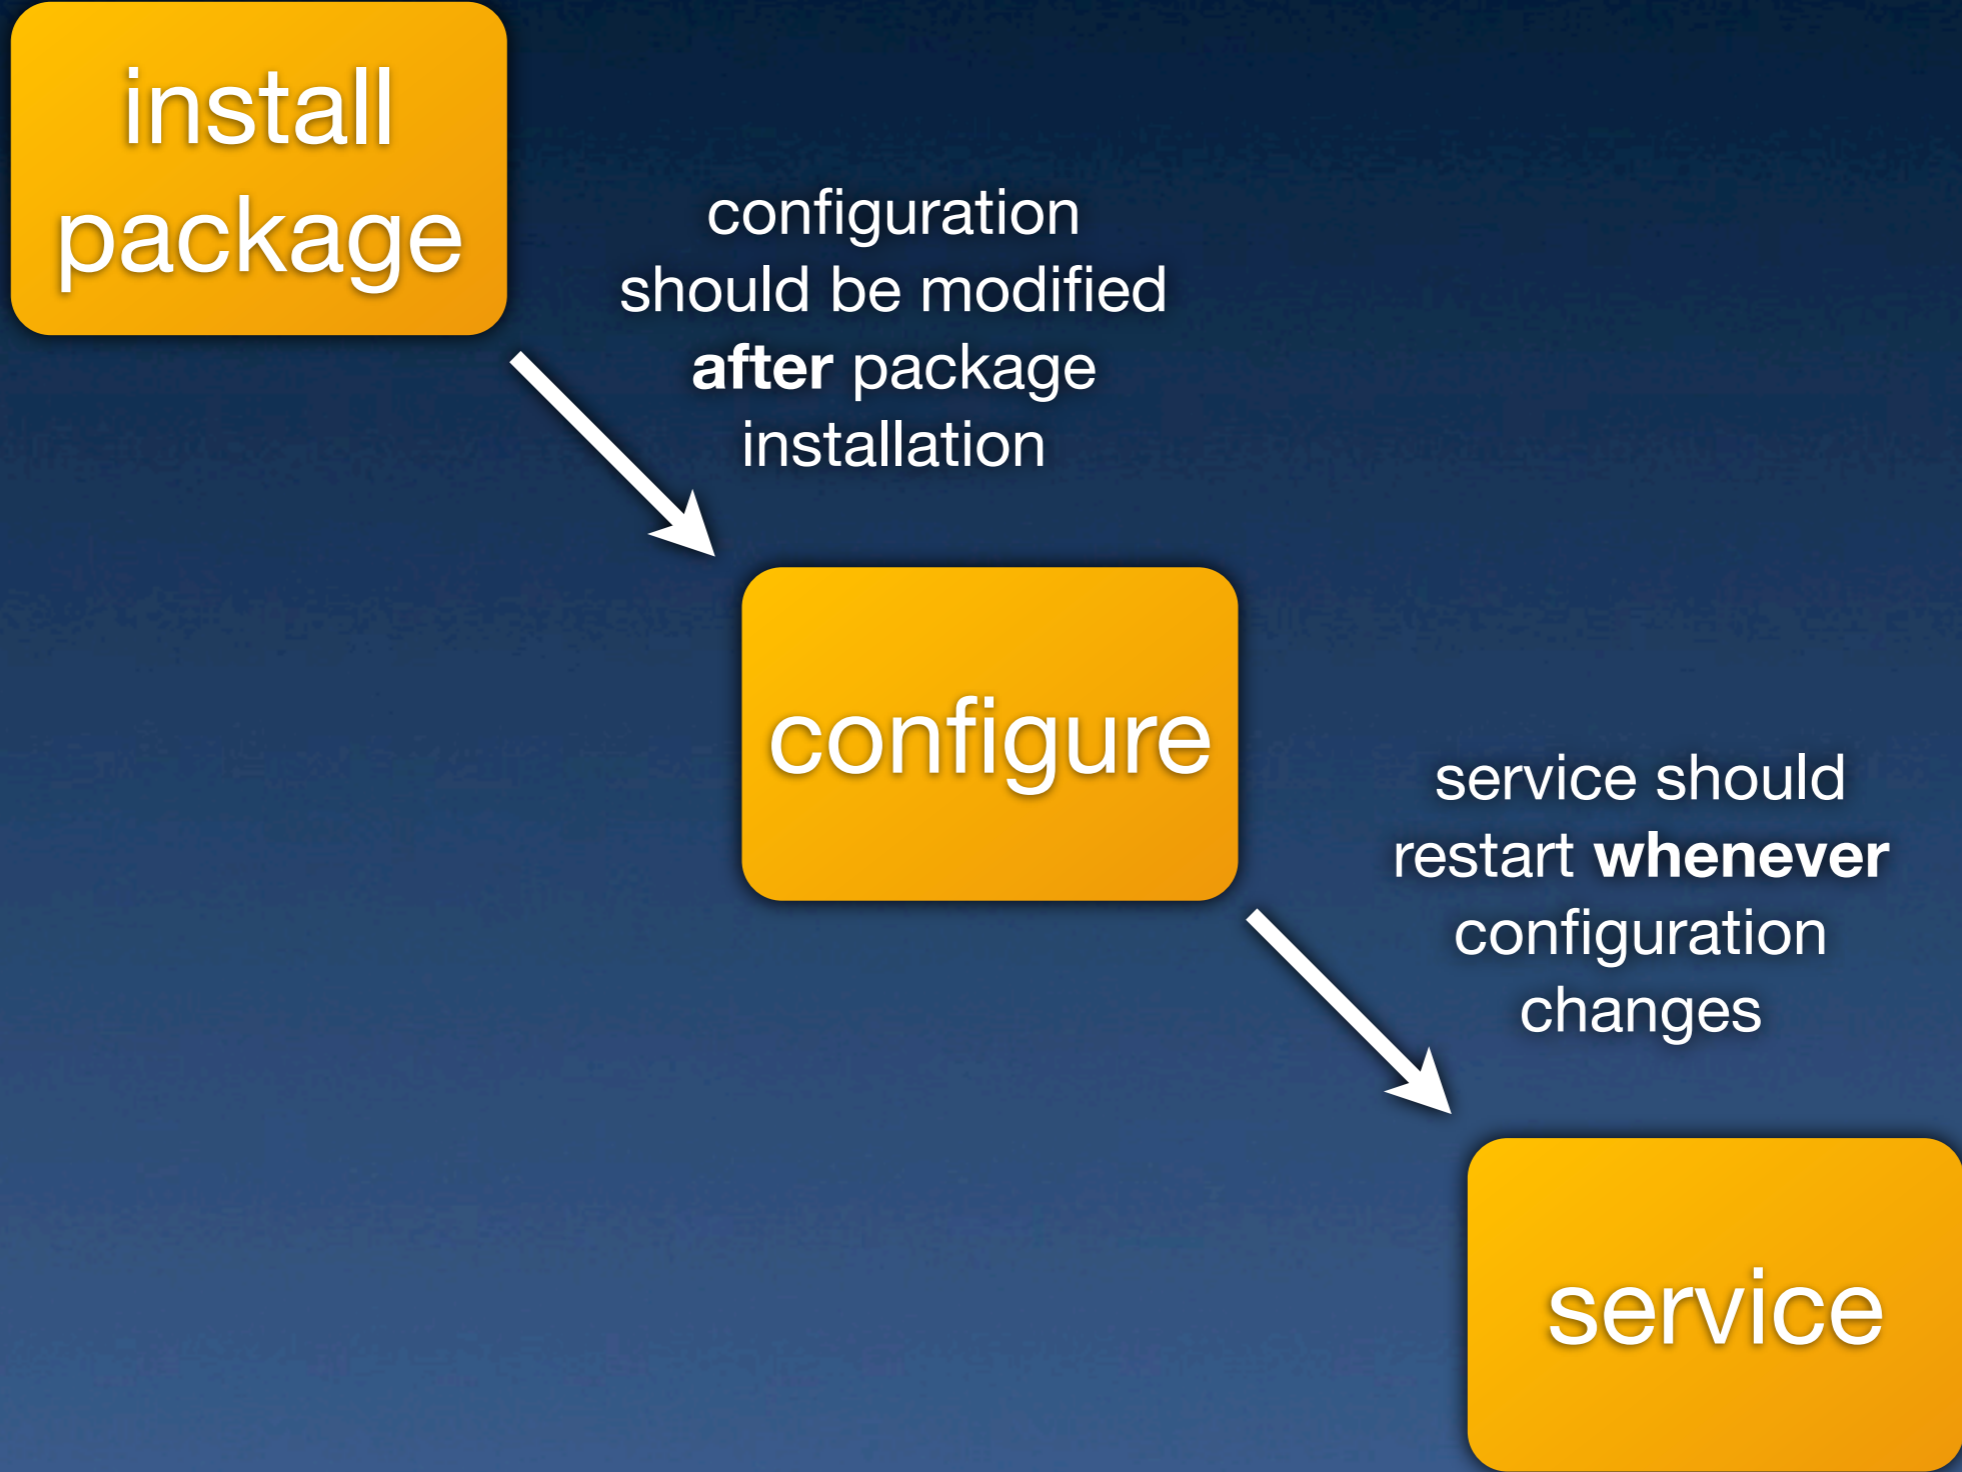 install
package
configuration
should be modified
after package
installation
configure
service should
restart whenever
configuration
changes
service